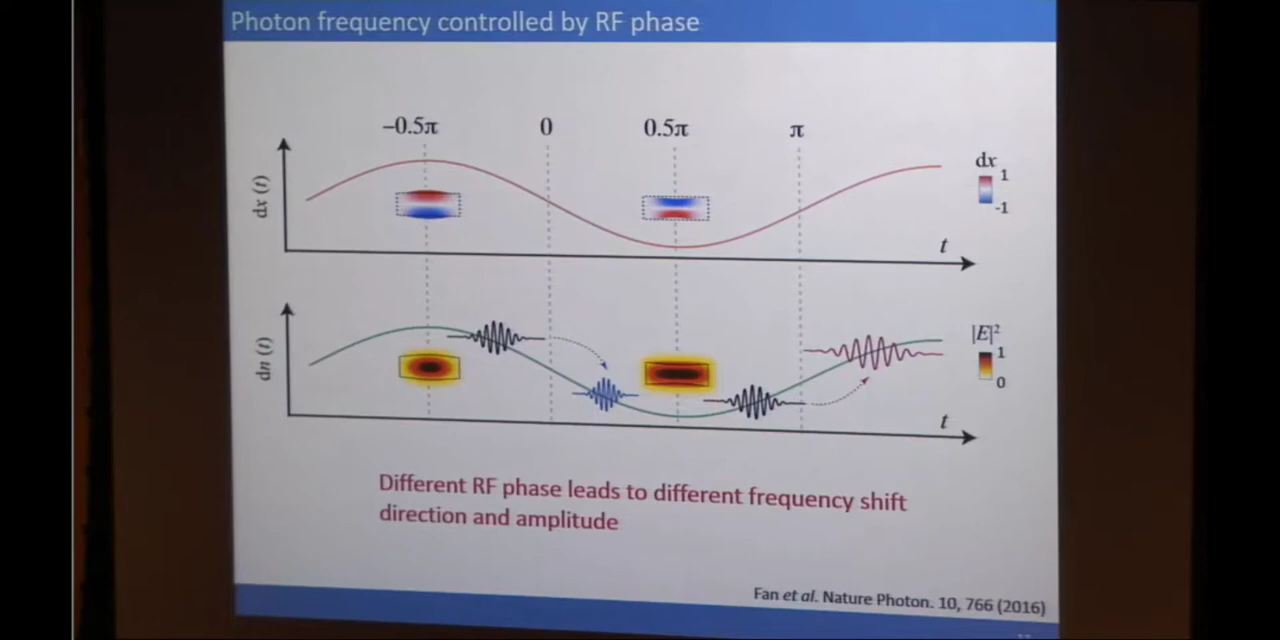 Photon frequency controlled by RF phase
−0.5π 0 0.5π π
dx (t)
dx
1
-1
t
dn (t)
|E|²
1
0
t
Different RF phase leads to different frequency shift
direction and amplitude
Fan et al. Nature Photon. 10, 766 (2016)